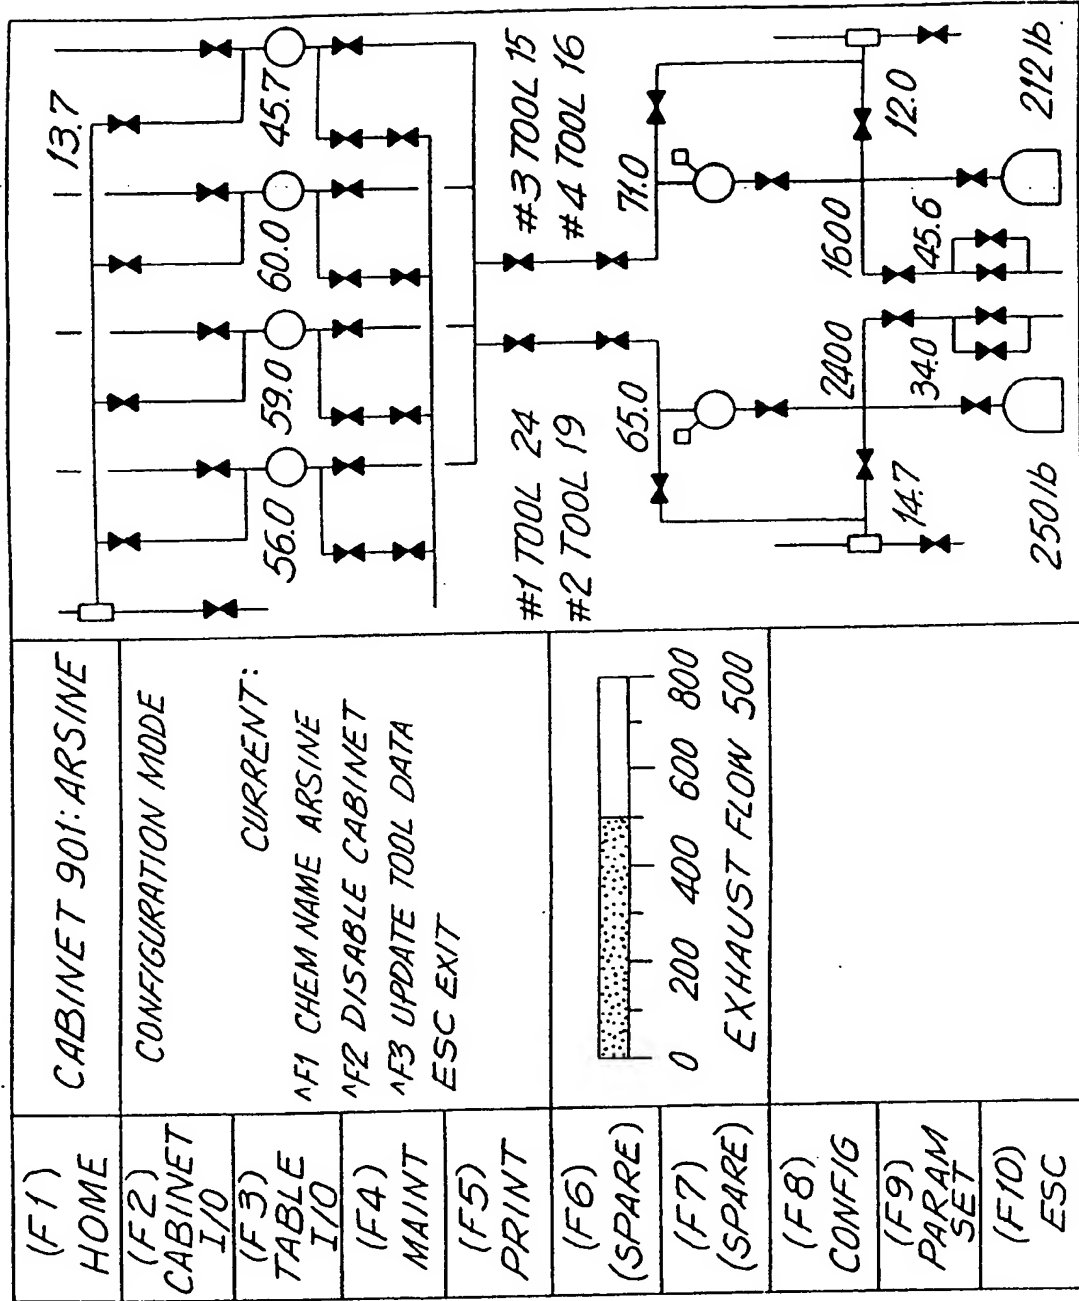 (F1)
HOME
(F2)
CABINET
I/O
(F3)
TABLE
I/O
(F4)
MAINT
(F5)
PRINT
(F6)
(SPARE)
(F7)
(SPARE)
(F8)
CONFIG
(F9)
PARAM
SET
(F10)
ESC
CABINET 901: ARSINE
CONFIGURATION MODE
CURRENT:
^F1 CHEM NAME ARSINE
^F2 DISABLE CABINET
^F3 UPDATE TOOL DATA
ESC EXIT
0 200 400 600 800
EXHAUST FLOW 500
13.7
56.0 59.0 60.0 45.7
#1 TOOL 24
#2 TOOL 19
#3 TOOL 15
#4 TOOL 16
65.0 71.0
2400 1600
14.7 34.0 45.6 12.0
250 lb 212 lb